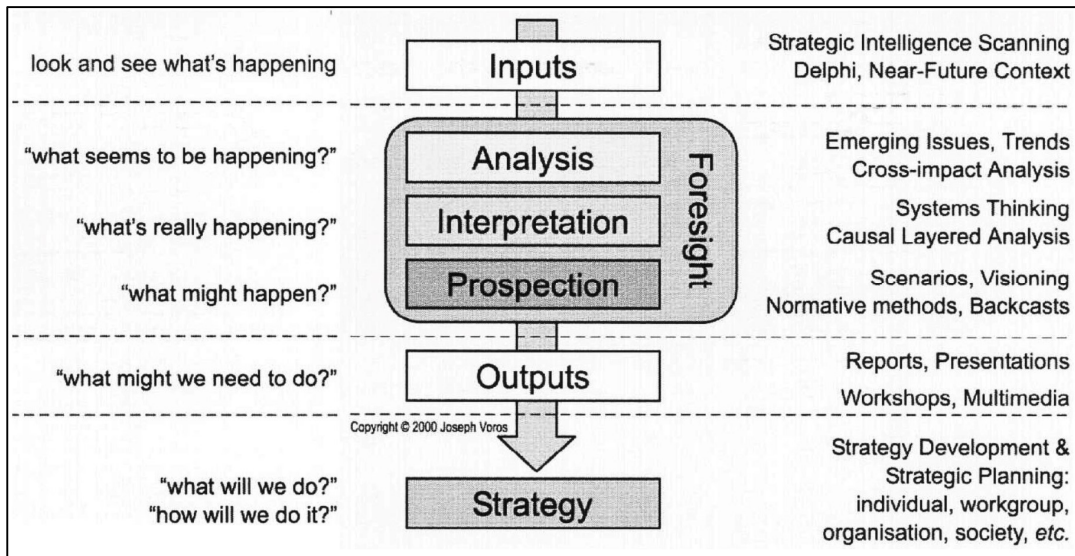 look and see what's happening
Inputs
Strategic Intelligence Scanning
Delphi, Near-Future Context
“what seems to be happening?”
Analysis
Emerging Issues, Trends
Cross-impact Analysis
“what's really happening?”
Interpretation
Systems Thinking
Causal Layered Analysis
“what might happen?”
Prospection
Scenarios, Visioning
Normative methods, Backcasts
Foresight
“what might we need to do?”
Outputs
Reports, Presentations
Workshops, Multimedia
Copyright © 2000 Joseph Voros
“what will we do?”
“how will we do it?”
Strategy
Strategy Development &
Strategic Planning:
individual, workgroup,
organisation, society, etc.